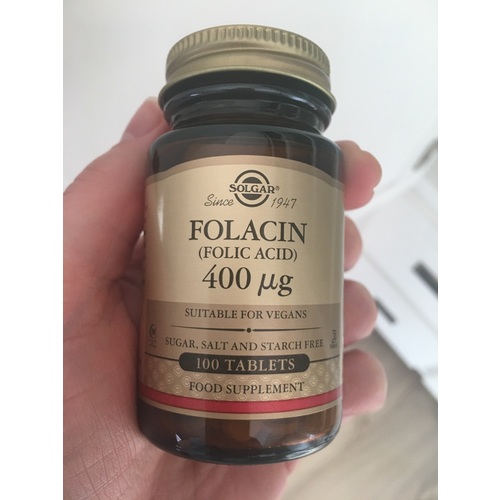 SOLGAR®
Since 1947
FOLACIN
(FOLIC ACID)
400 µg
SUITABLE FOR VEGANS
SUGAR, SALT AND STARCH FREE
100 TABLETS
FOOD SUPPLEMENT